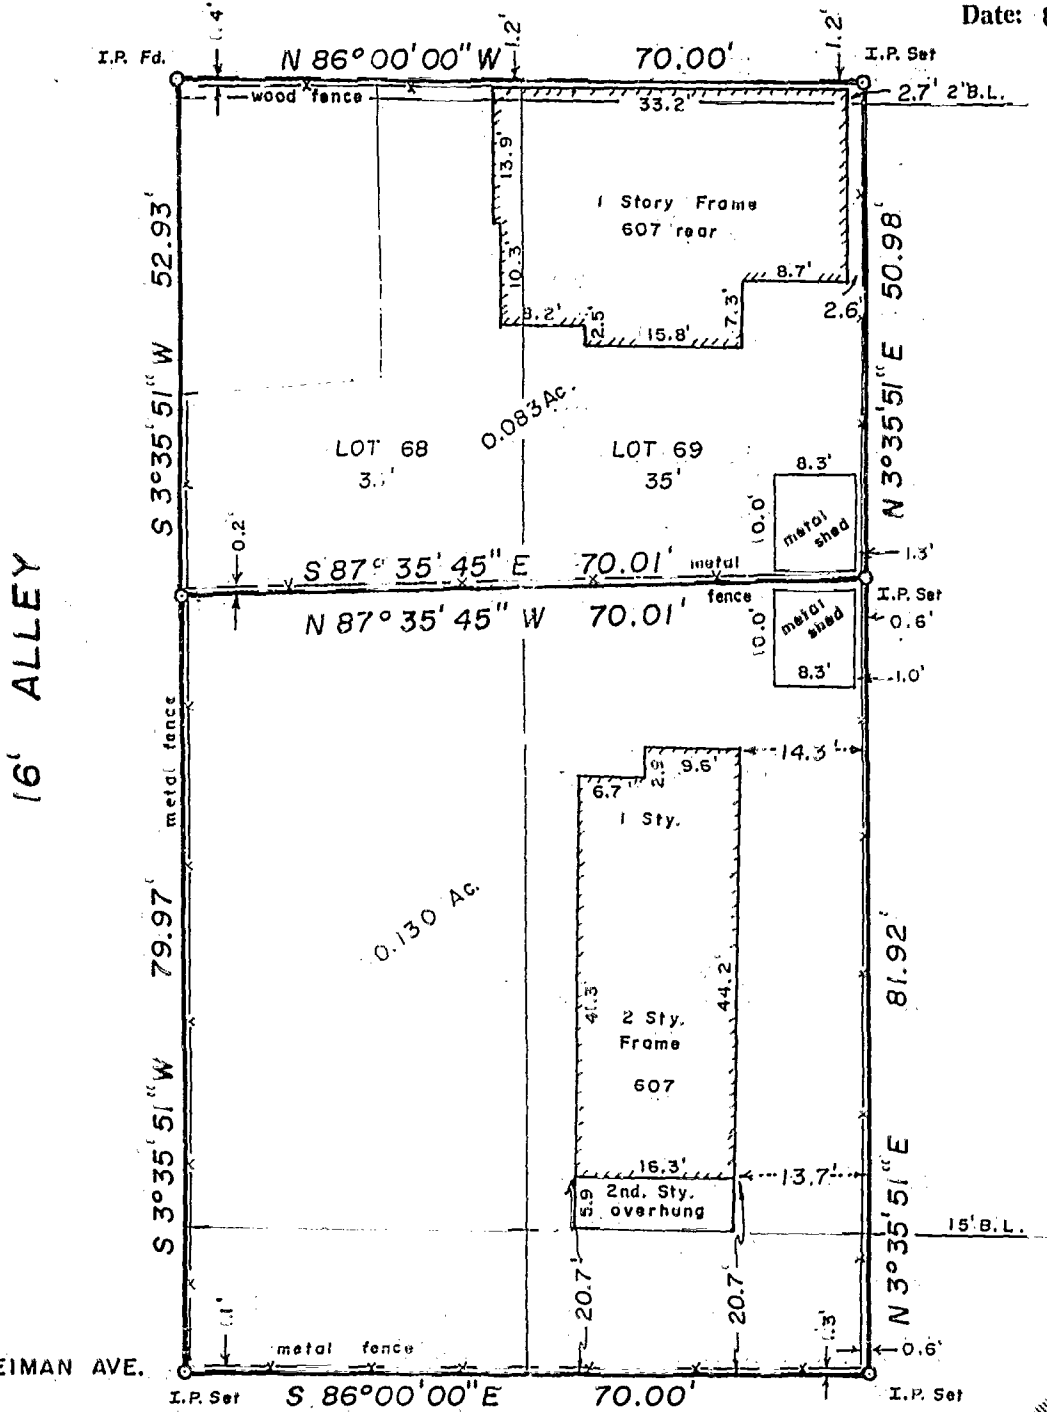 Date:
1.2'
1.2'
I.P. Fd.
N 86°00'00" W
70.00'
I.P. Set
wood fence
33.2'
2.7'
2'B.L.
13.9'
1 Story Frame
607 rear
52.93'
50.98'
10.3'
8.7'
2.6'
2.5'
15.8'
7.3'
S 3°35'51" W
N 3°35'51" E
0.083 Ac.
LOT 68
LOT 69
35'
8.3'
10.0'
metal shed
0.2'
1.3'
S 87° 35' 45" E
70.01'
metal
fence
I.P. Set
N 87° 35' 45" W
70.01'
0.6'
10.0'
metal shed
8.3'
1.0'
16' ALLEY
metal fence
14.3'
6.7'
2.9
9.6'
1 Sty.
79.97'
81.92'
0.130 Ac.
41.3'
44.2'
2 Sty.
Frame
607
S 3°35'51" W
N 3°35'51" E
16.3'
13.7'
5.9
2nd. Sty.
overhung
15'B.L.
20.7'
20.7'
metal fence
1.3'
0.6'
EIMAN AVE.
I.P. Set
S 86°00'00" E
70.00'
I.P. Set